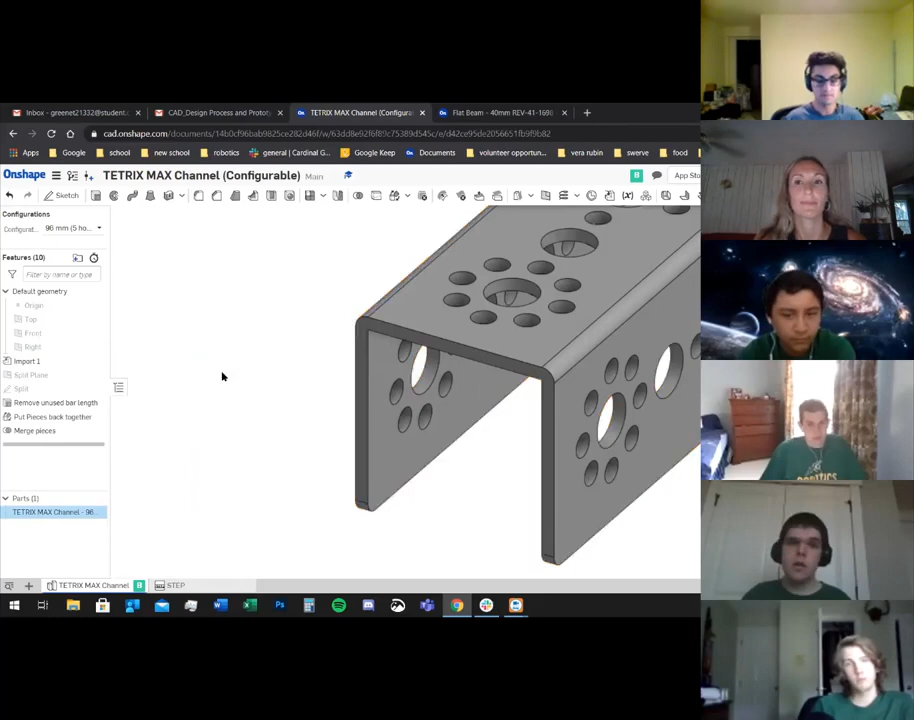 Inbox - greenet21332@student.
CAD_Design Process and Protot
TETRIX MAX Channel (Configurat
Flat Beam - 40mm REV-41-169
cad.onshape.com/documents/
Apps Google school new school robotics general | Cardinal G... Google Keep Documents volunteer opportun... vera rubin swerve food
Onshape TETRIX MAX Channel (Configurable) Main App Sto
Sketch (x)
Configurations
Configurat... 96 mm (5 ho...
Features (10)
Filter by name or type
Default geometry
Origin
Top
Front
Right
Import 1
Split Plane
Split
Remove unused bar length
Put Pieces back together
Merge pieces
Parts (1)
TETRIX MAX Channel - 96...
TETRIX MAX Channel B STEP